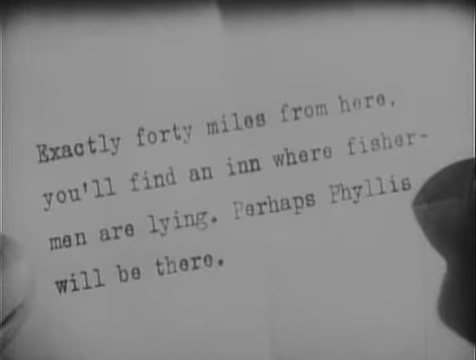 Exactly forty miles from here,
you'll find an inn where fisher-
men are lying. Perhaps Phyllis
will be there.